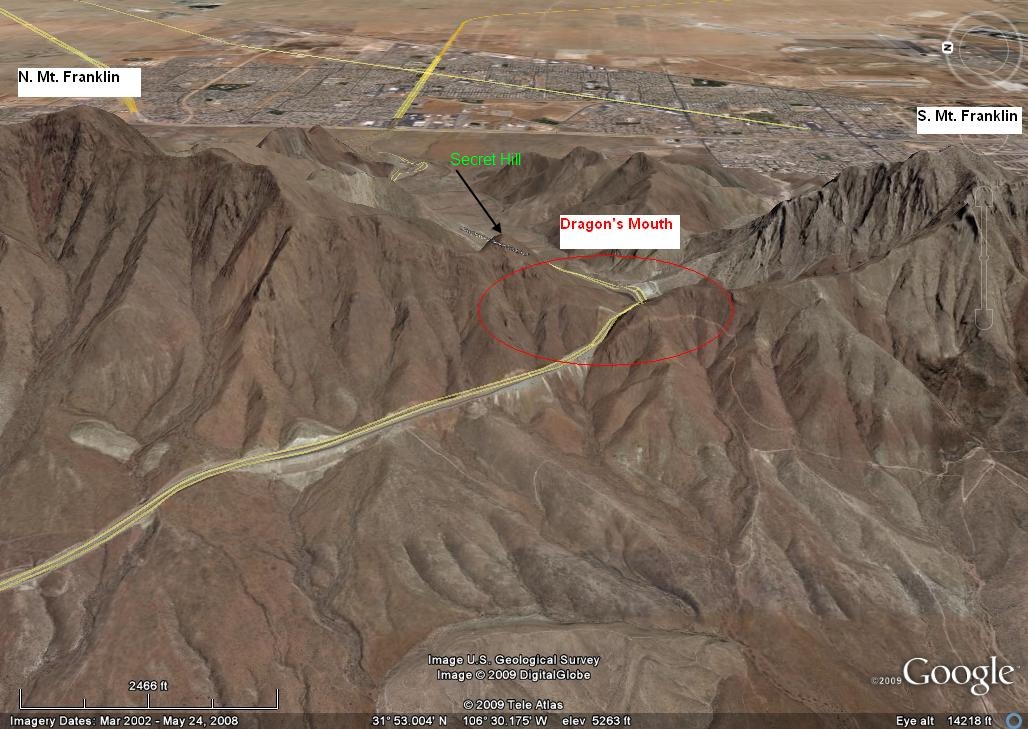 N. Mt. Franklin
N
S. Mt. Franklin
Secret Hill
Dragon's Mouth
Image U.S. Geological Survey
Image © 2009 DigitalGlobe
©2009 Google™
2466 ft
© 2009 Tele Atlas
Imagery Dates: Mar 2002 - May 24, 2008
31° 53.004' N 106° 30.175' W elev 5263 ft
Eye alt 14218 ft